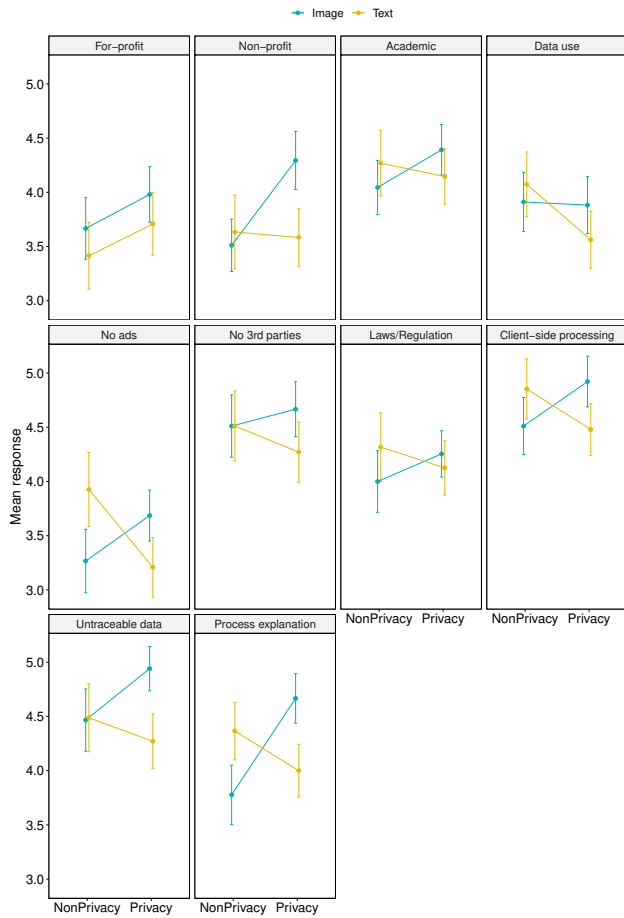 Image Text
For-profit Non-profit Academic Data use
5.0
4.5
4.0
3.5
3.0
No ads No 3rd parties Laws/Regulation Client-side processing
5.0
4.5
4.0
3.5
3.0
Mean response
NonPrivacy Privacy NonPrivacy Privacy
Untraceable data Process explanation
5.0
4.5
4.0
3.5
3.0
NonPrivacy Privacy NonPrivacy Privacy